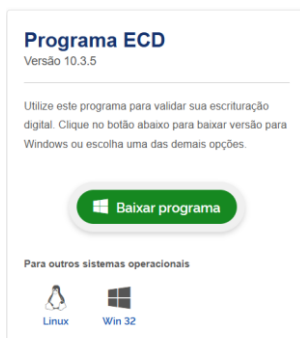 Programa ECD
Versão 10.3.5
Utilize este programa para validar sua escrituração
digital. Clique no botão abaixo para baixar versão para
Windows ou escolha uma das demais opções.
Baixar programa
Para outros sistemas operacionais
Linux Win 32